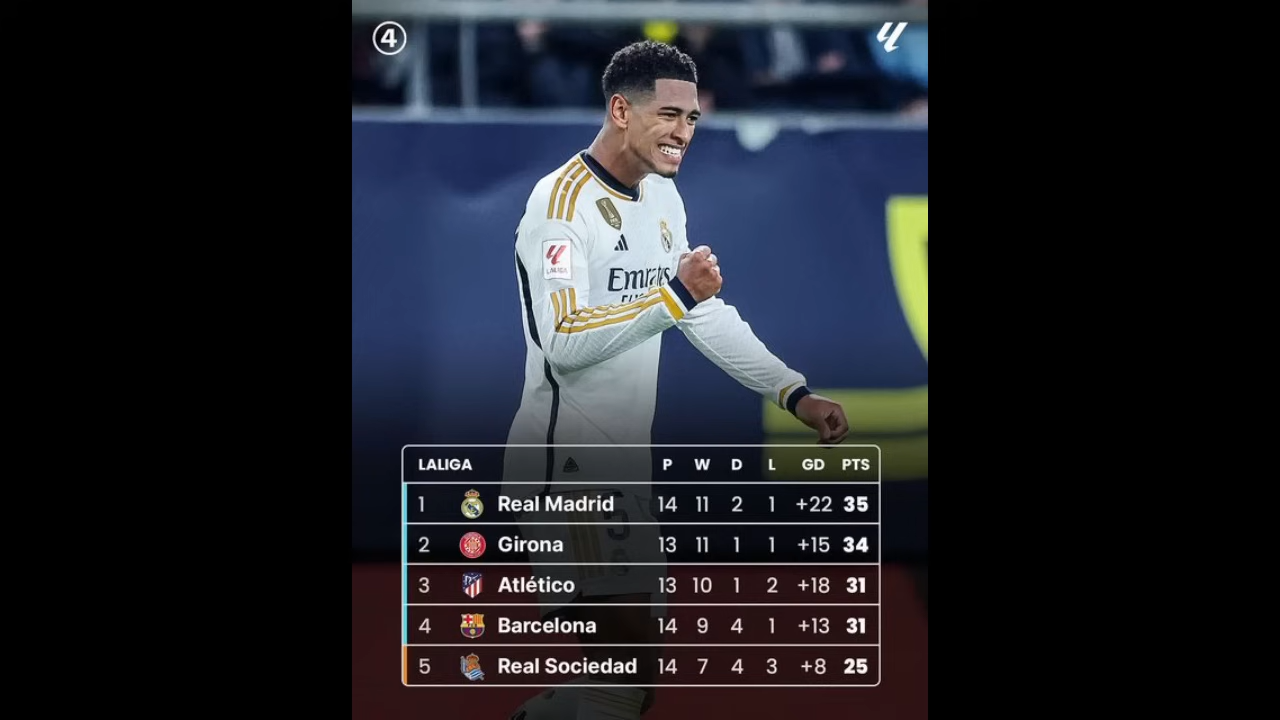 4
LALIGA
Emirates
LALIGA P W D L GD PTS
1 Real Madrid 14 11 2 1 +22 35
2 Girona 13 11 1 1 +15 34
3 Atlético 13 10 1 2 +18 31
4 Barcelona 14 9 4 1 +13 31
5 Real Sociedad 14 7 4 3 +8 25